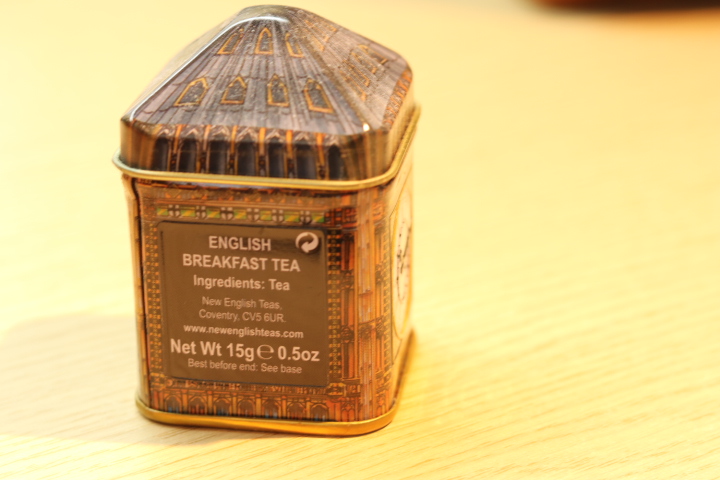 ENGLISH
BREAKFAST TEA
Ingredients: Tea
New English Teas,
Coventry, CV5 6UR.
www.newenglishteas.com
Net Wt 15g℮0.5oz
Best before end: See base